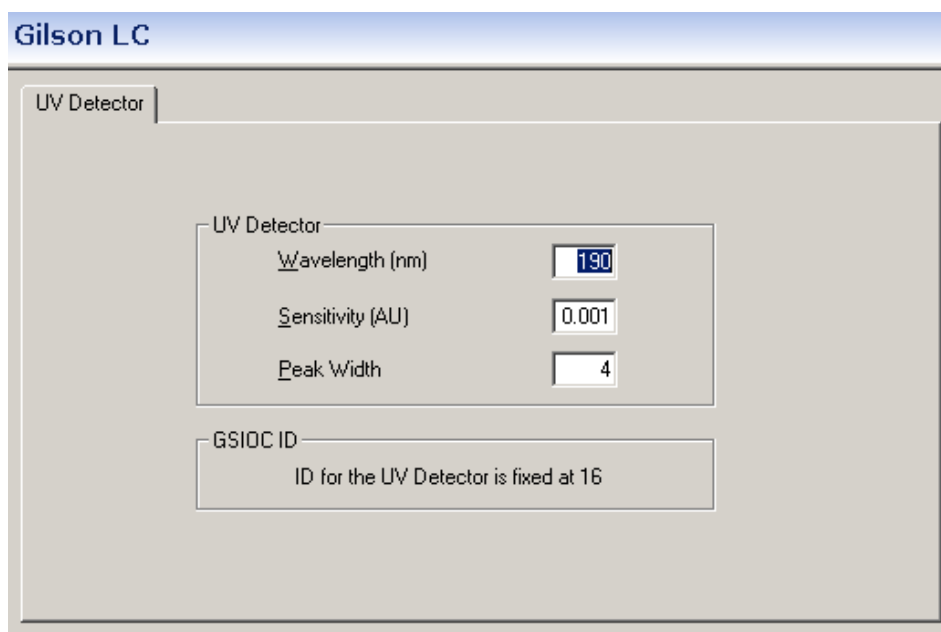 Gilson LC
UV Detector
UV Detector
Wavelength (nm) 190
Sensitivity (AU) 0.001
Peak Width 4
GSIOC ID
ID for the UV Detector is fixed at 16